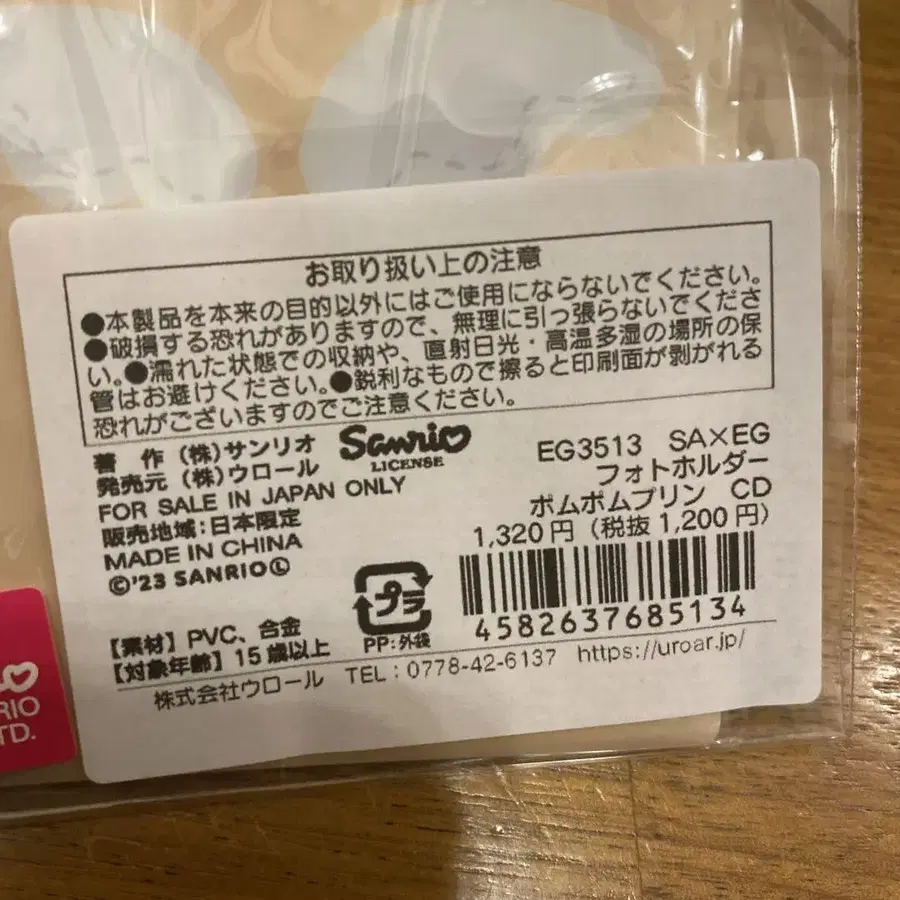 お取り扱い上の注意
●本製品を本来の目的以外にはご使用にならないでください。
●破損する恐れがありますので、無理に引っ張らないでくださ
い。●濡れた状態での収納や、直射日光・高温多湿の場所の保
管はお避けください。●鋭利なもので擦ると印刷面が剥がれる
恐れがございますのでご注意ください。
著 作 (株)サンリオ
発売元 (株)ウロール
Sanrio
LICENSE
FOR SALE IN JAPAN ONLY
販売地域:日本限定
MADE IN CHINA
©'23 SANRIOⓁ
EG3513 SA×EG
フォトホルダー
ポムポムプリン CD
1,320円(税抜1,200円)
プラ
PP:外袋
4582637685134
【素材】PVC、合金
【対象年齢】15歳以上
株式会社ウロール TEL:0778-42-6137 https://uroar.jp/
RIO
TD.